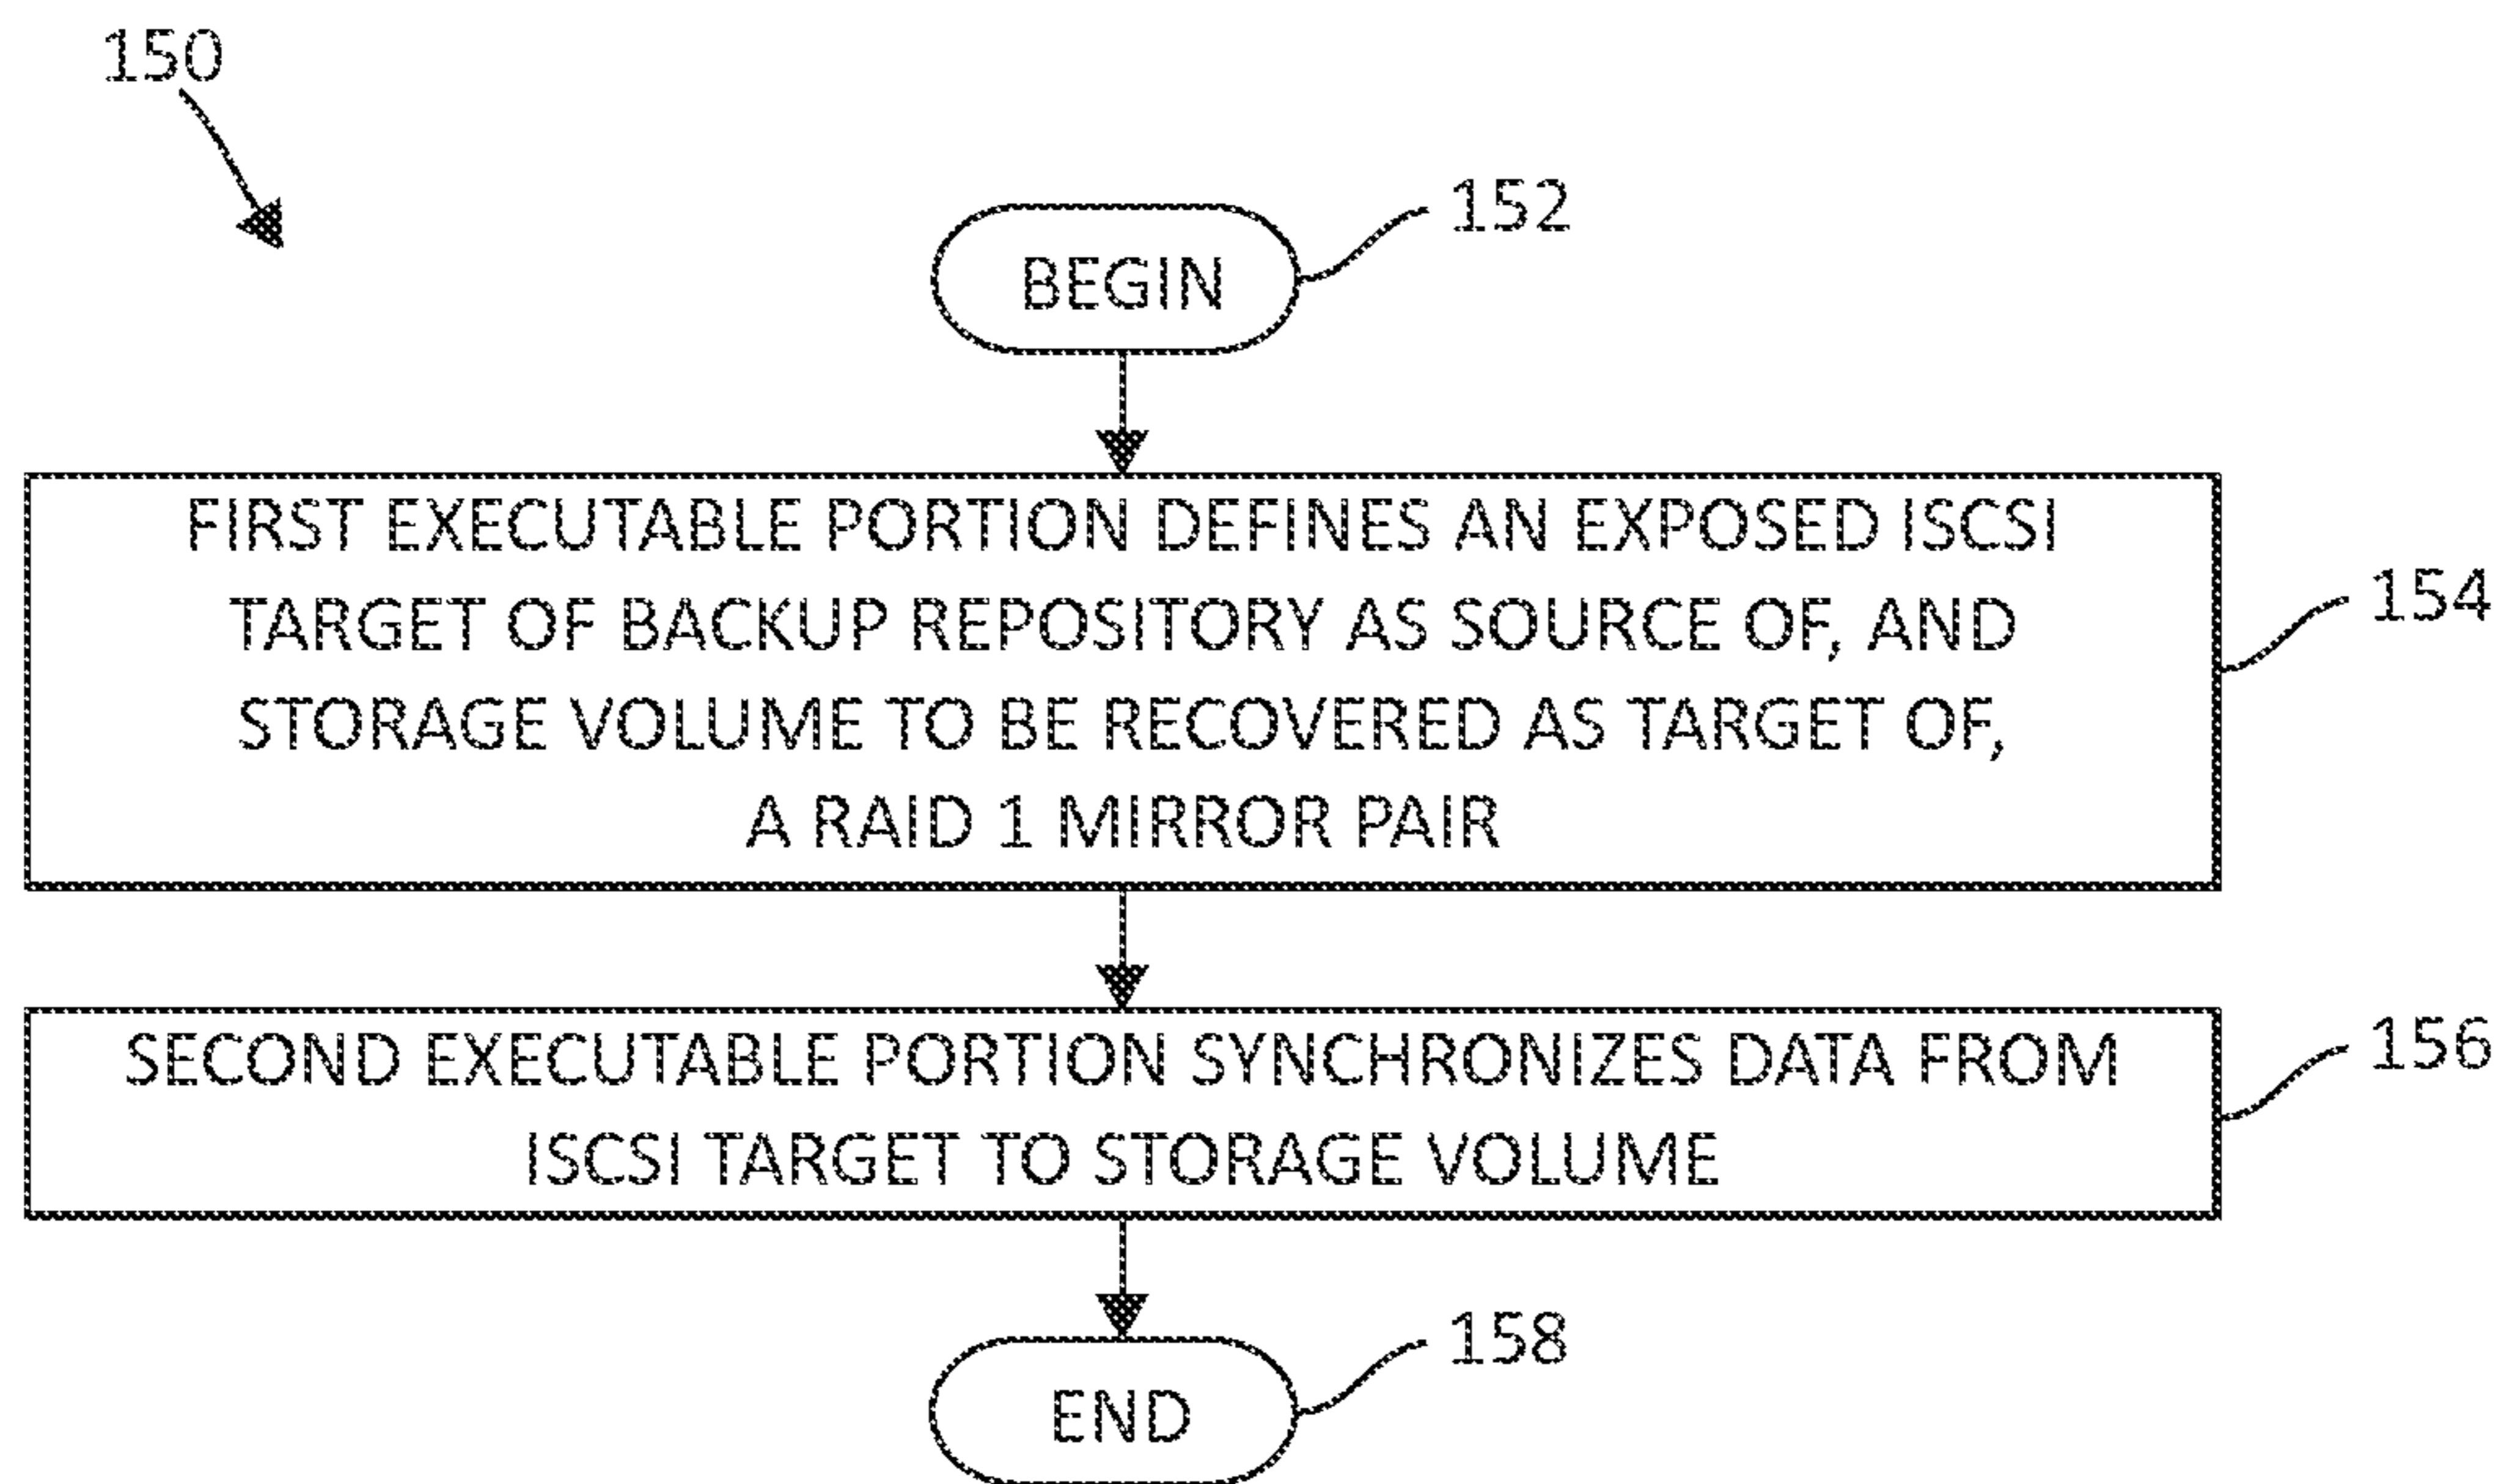 150
152
BEGIN
FIRST EXECUTABLE PORTION DEFINES AN EXPOSED ISCSI
TARGET OF BACKUP REPOSITORY AS SOURCE OF, AND
STORAGE VOLUME TO BE RECOVERED AS TARGET OF,
A RAID 1 MIRROR PAIR
154
SECOND EXECUTABLE PORTION SYNCHRONIZES DATA FROM
ISCSI TARGET TO STORAGE VOLUME
156
158
END